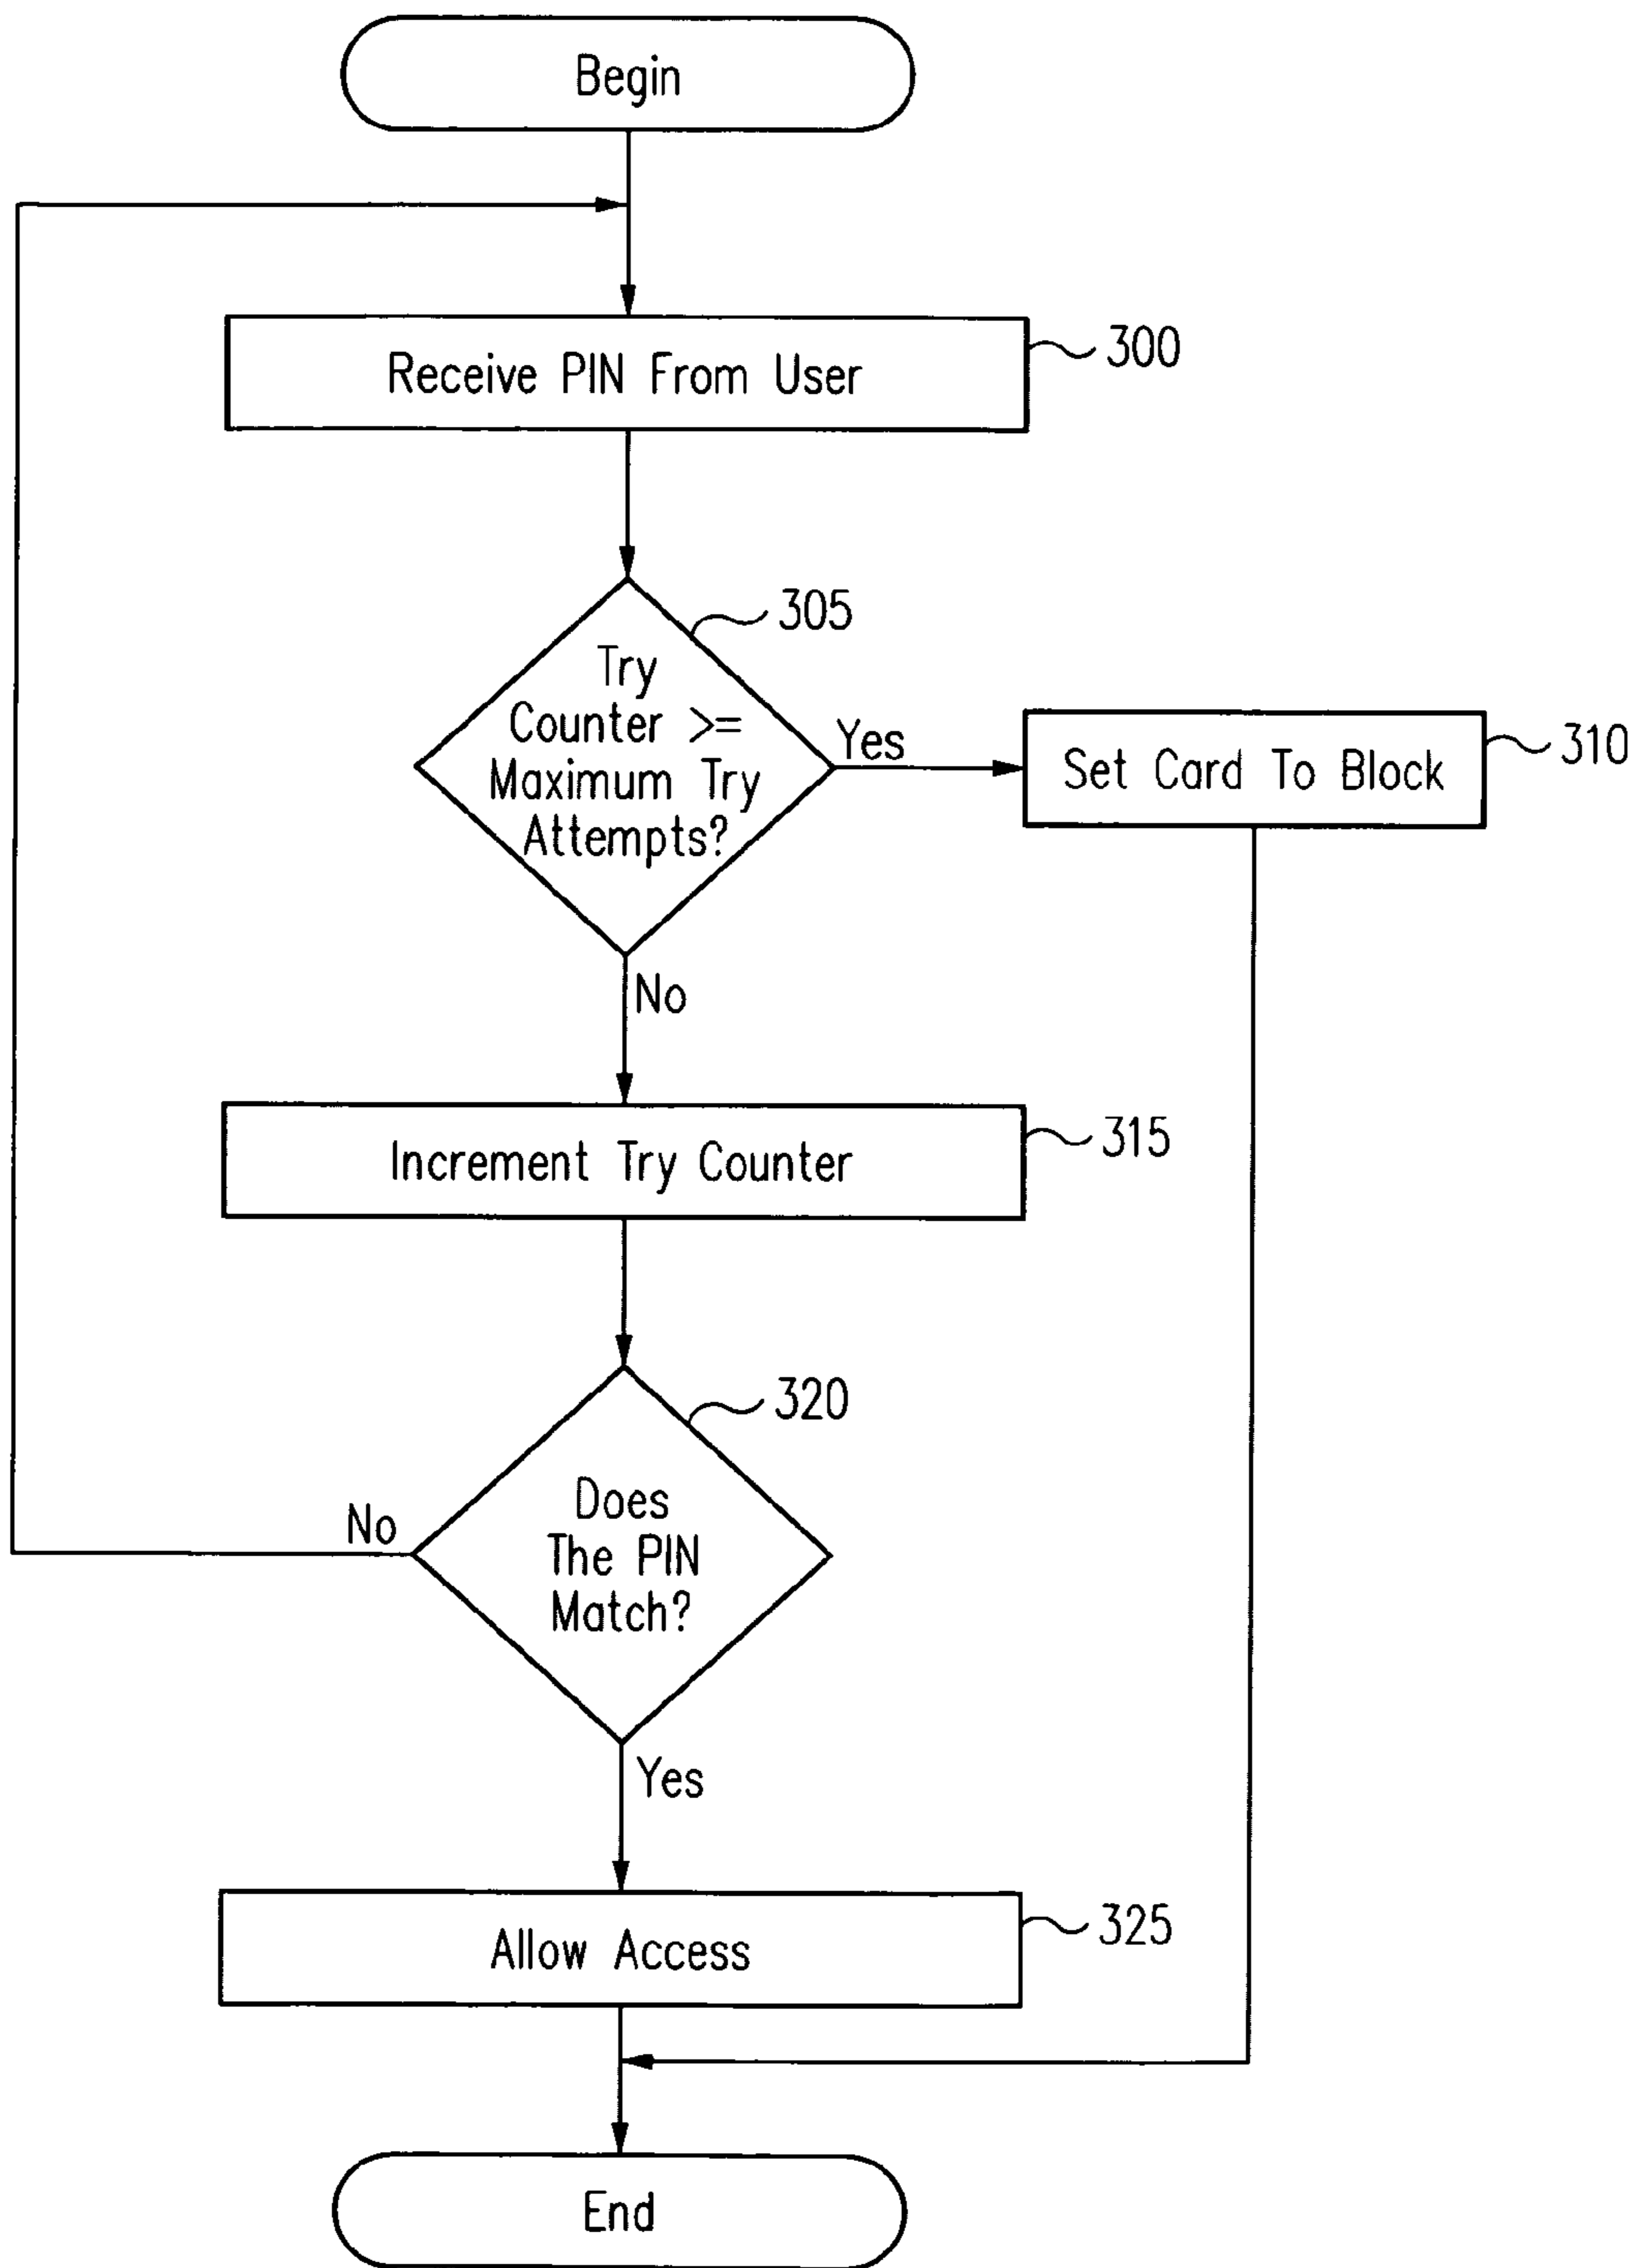 Begin
Receive PIN From User
300
305
Try
Counter >=
Maximum Try
Attempts?
Yes
Set Card To Block
310
No
Increment Try Counter
315
320
Does
The PIN
Match?
No
Yes
Allow Access
325
End